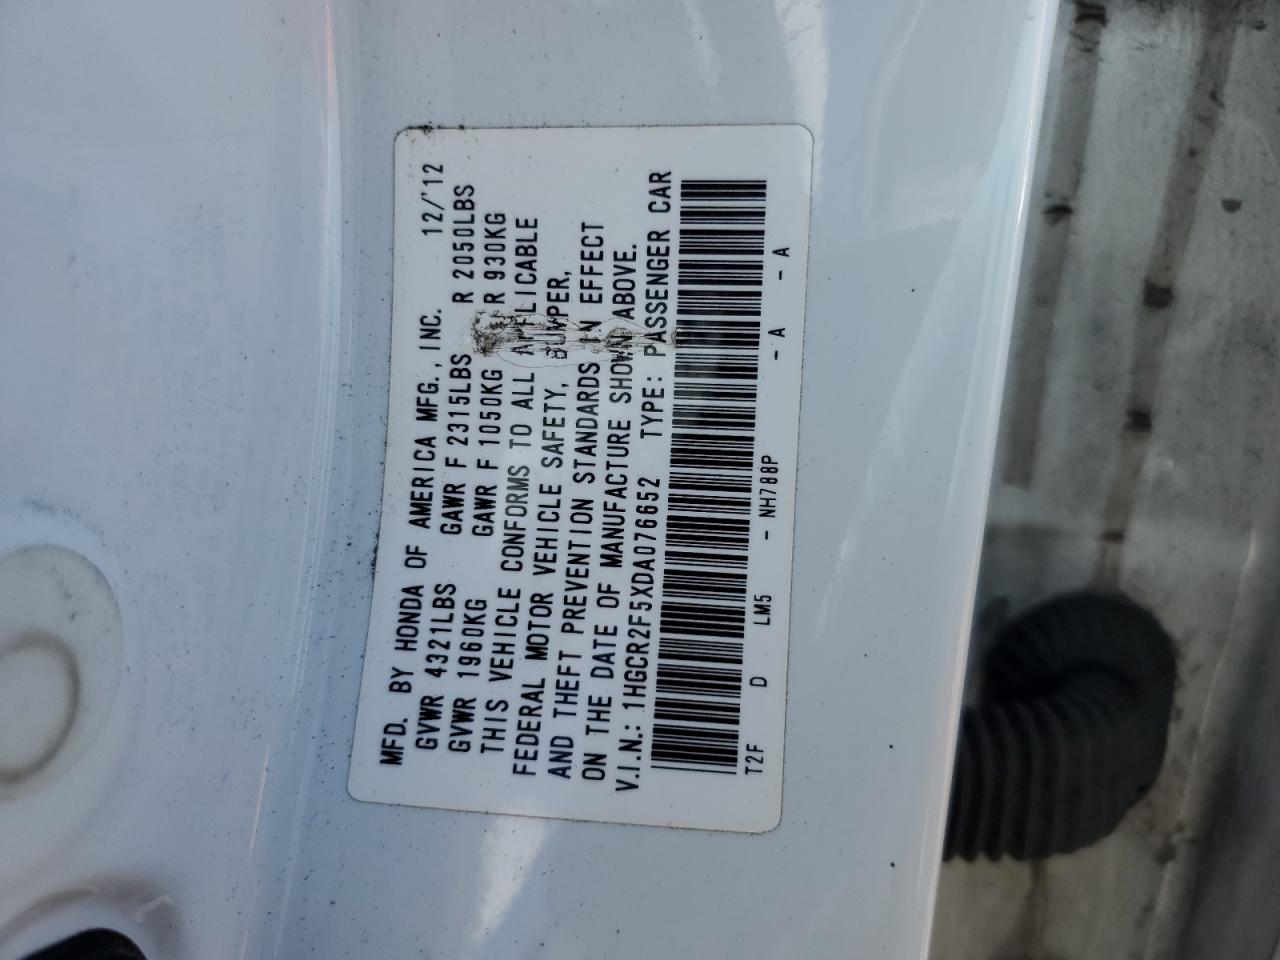 MFD. BY HONDA OF AMERICA MFG., INC. 12/'12
GVWR 4321LBS GAWR F 2315LBS R 2050LBS
GVWR 1960KG GAWR F 1050KG R 930KG
THIS VEHICLE CONFORMS TO ALL APPLICABLE
FEDERAL MOTOR VEHICLE SAFETY, BUMPER,
AND THEFT PREVENTION STANDARDS IN EFFECT
ON THE DATE OF MANUFACTURE SHOWN ABOVE.
V.I.N.: 1HGCR2F5XDA076652 TYPE: PASSENGER CAR
T2F D LM5 - NH788P - A - A